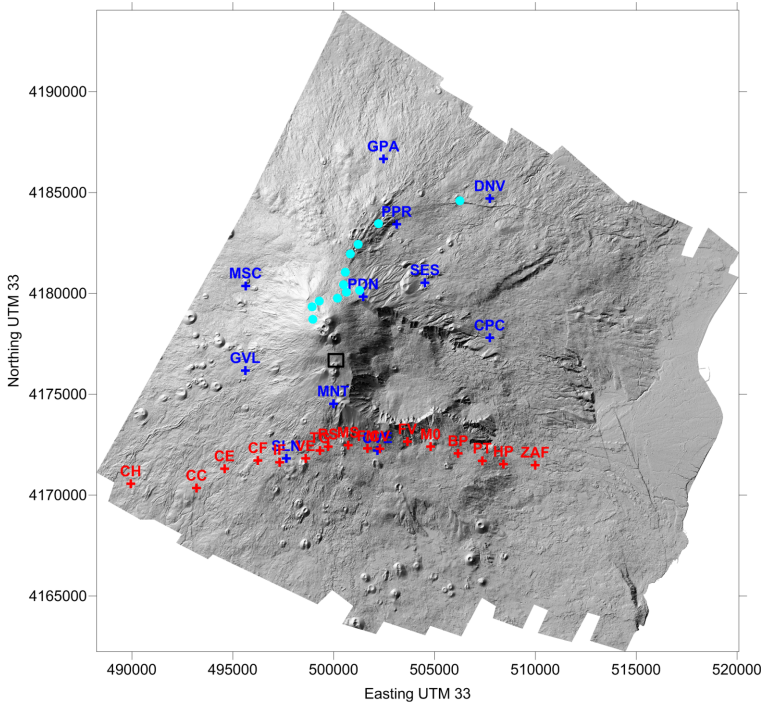 4190000
GPA
4185000
DNV
PPR
MSC
SES
4180000
PDN
CPC
GVL
4175000
MNT
FV
M0
SLN
BP
CF
PT
HP
ZAF
CE
CC
CH
4170000
4165000
490000 495000 500000 505000 510000 515000 520000
Easting UTM 33
Northing UTM 33